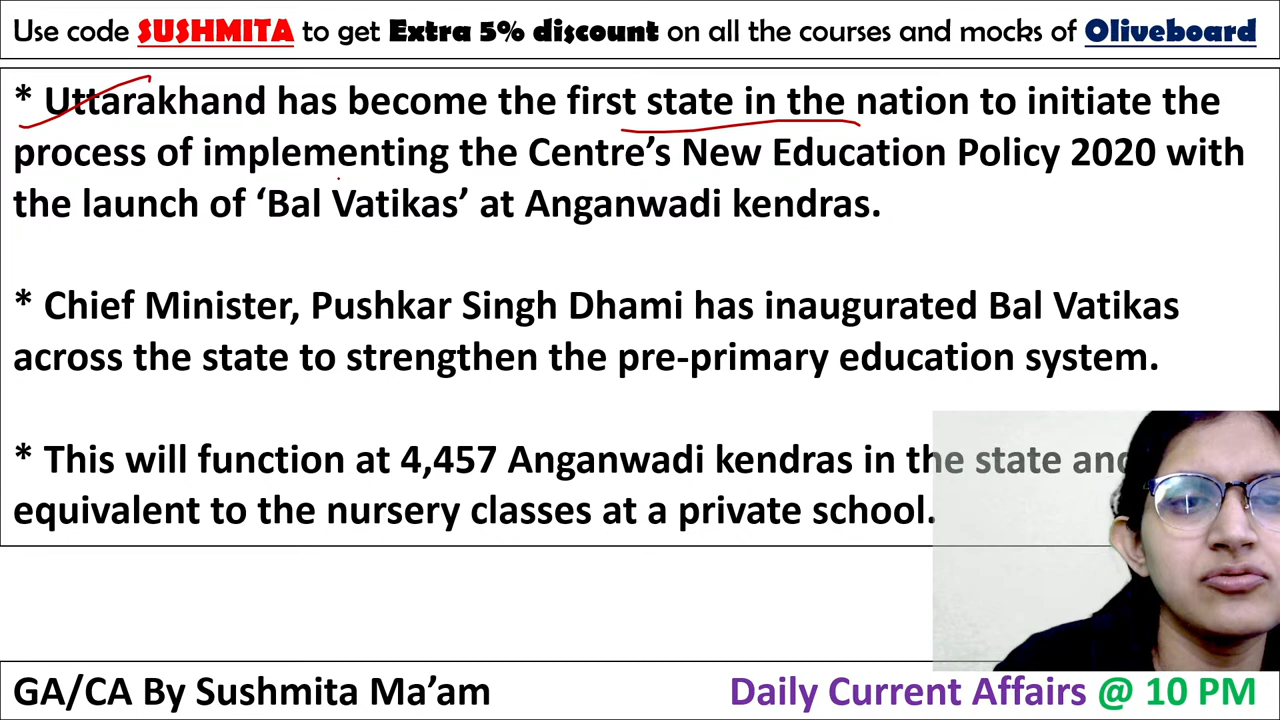 Use code SUSHMITA to get Extra 5% discount on all the courses and mocks of Oliveboard
* Uttarakhand has become the first state in the nation to initiate the
process of implementing the Centre’s New Education Policy 2020 with
the launch of ‘Bal Vatikas’ at Anganwadi kendras.
* Chief Minister, Pushkar Singh Dhami has inaugurated Bal Vatikas
across the state to strengthen the pre-primary education system.
* This will function at 4,457 Anganwadi kendras in the state and
equivalent to the nursery classes at a private school.
GA/CA By Sushmita Ma’am
Daily Current Affairs @ 10 PM